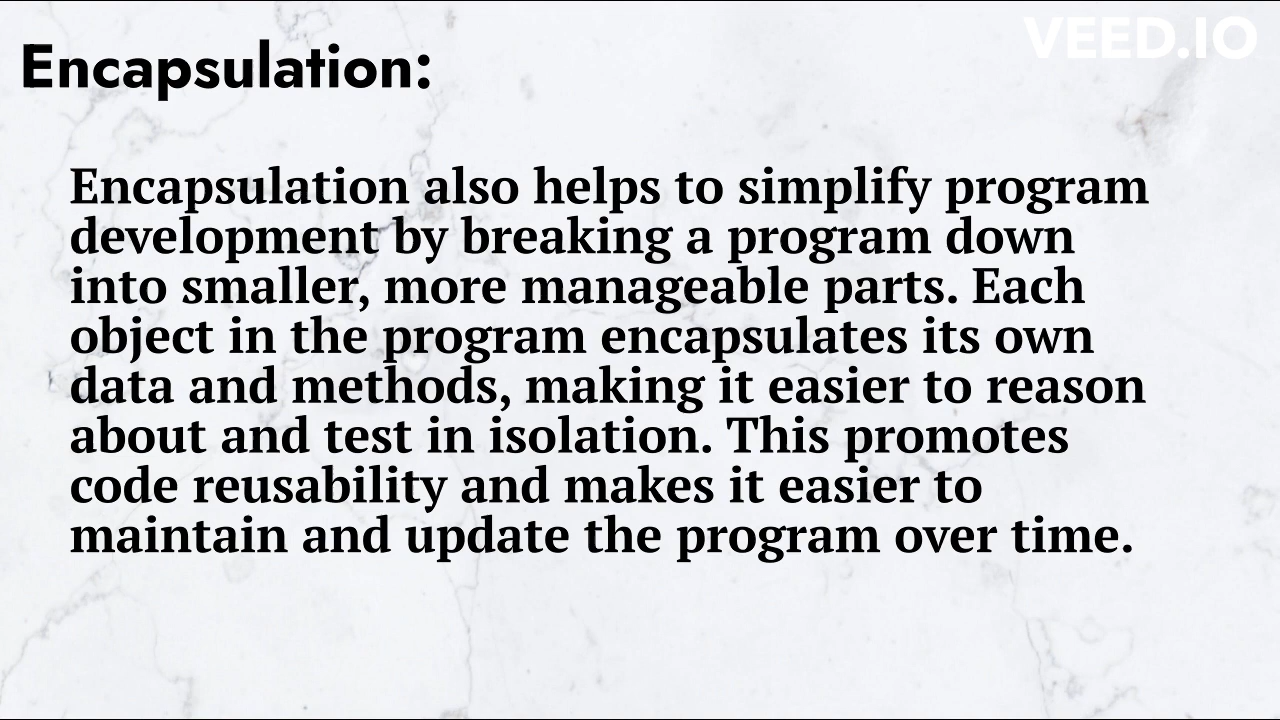 VEED.IO
Encapsulation:
Encapsulation also helps to simplify program
development by breaking a program down
into smaller, more manageable parts. Each
object in the program encapsulates its own
data and methods, making it easier to reason
about and test in isolation. This promotes
code reusability and makes it easier to
maintain and update the program over time.